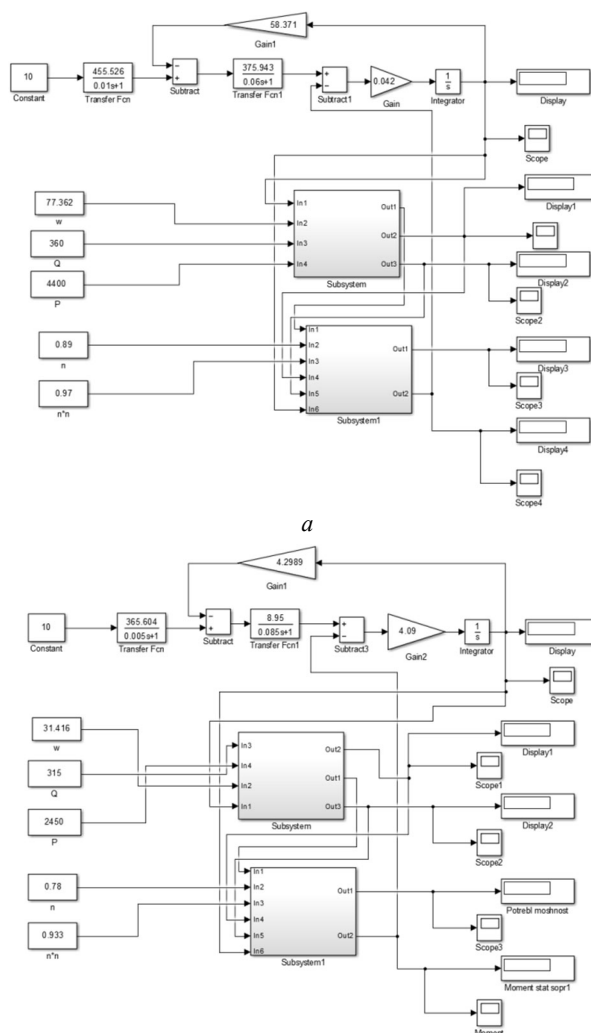 58.371
Gain1
10
Constant
455.526
0.01s+1
Transfer Fcn
Subtract
375.943
0.06s+1
Transfer Fcn1
Subtract1
0.042
Gain
1
s
Integrator
Display
Scope
77.362
w
360
Q
4400
P
0.89
n
0.97
n*n
In1
In2
In3
In4
Out1
Out2
Out3
Subsystem
In1
In2
In3
In4
In5
In6
Out1
Out2
Subsystem1
Display1
Display2
Scope2
Display3
Scope3
Display4
Scope4
a
4.2989
Gain1
10
Constant
365.604
0.005s+1
Transfer Fcn
Subtract
8.95
0.085s+1
Transfer Fcn1
Subtract3
4.09
Gain2
1
s
Integrator
Display
Scope
31.416
w
315
Q
2450
P
0.78
n
0.933
n*n
In3
In4
In2
In1
Out2
Out1
Out3
Subsystem
In1
In2
In3
In4
In5
In6
Out1
Out2
Subsystem1
Display1
Scope1
Display2
Scope2
Potrebl moshnost
Scope3
Moment stat sopr1
Moment